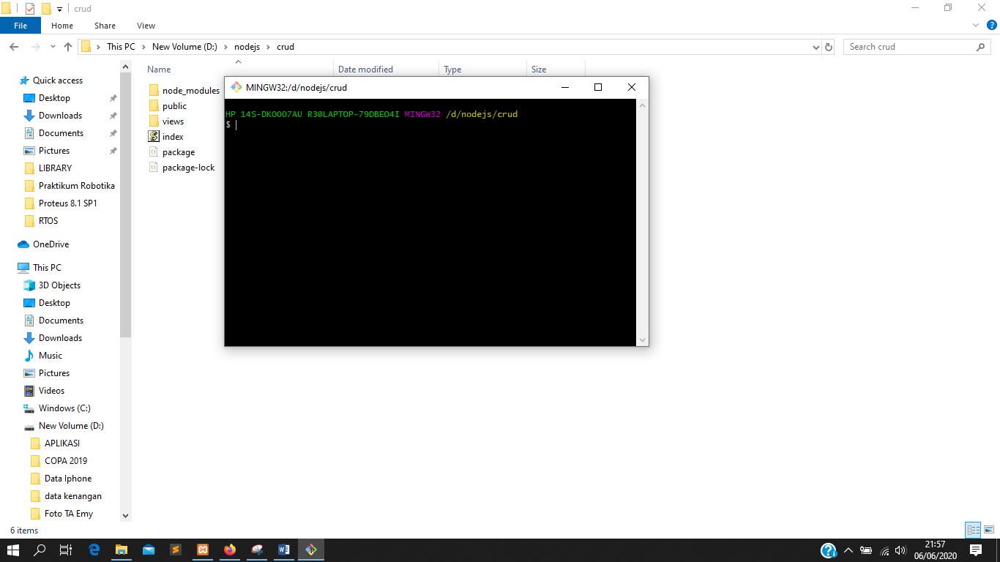 crud
File Home Share View
This PC New Volume (D:) nodejs crud
Search crud
Name Date modified Type Size
Quick access
Desktop
Downloads
Documents
Pictures
LIBRARY
Praktikum Robotika
Proteus 8.1 SP1
RTOS
OneDrive
This PC
3D Objects
Desktop
Documents
Downloads
Music
Pictures
Videos
Windows (C:)
New Volume (D:)
APLIKASI
COPA 2019
Data Iphone
data kenangan
Foto TA Emy
node_modules
public
views
index
package
package-lock
MINGW32:/d/nodejs/crud
HP 14S-DK0007AU R3@LAPTOP-79DBEO4I MINGW32 /d/nodejs/crud
$
6 items
21:57
06/06/2020